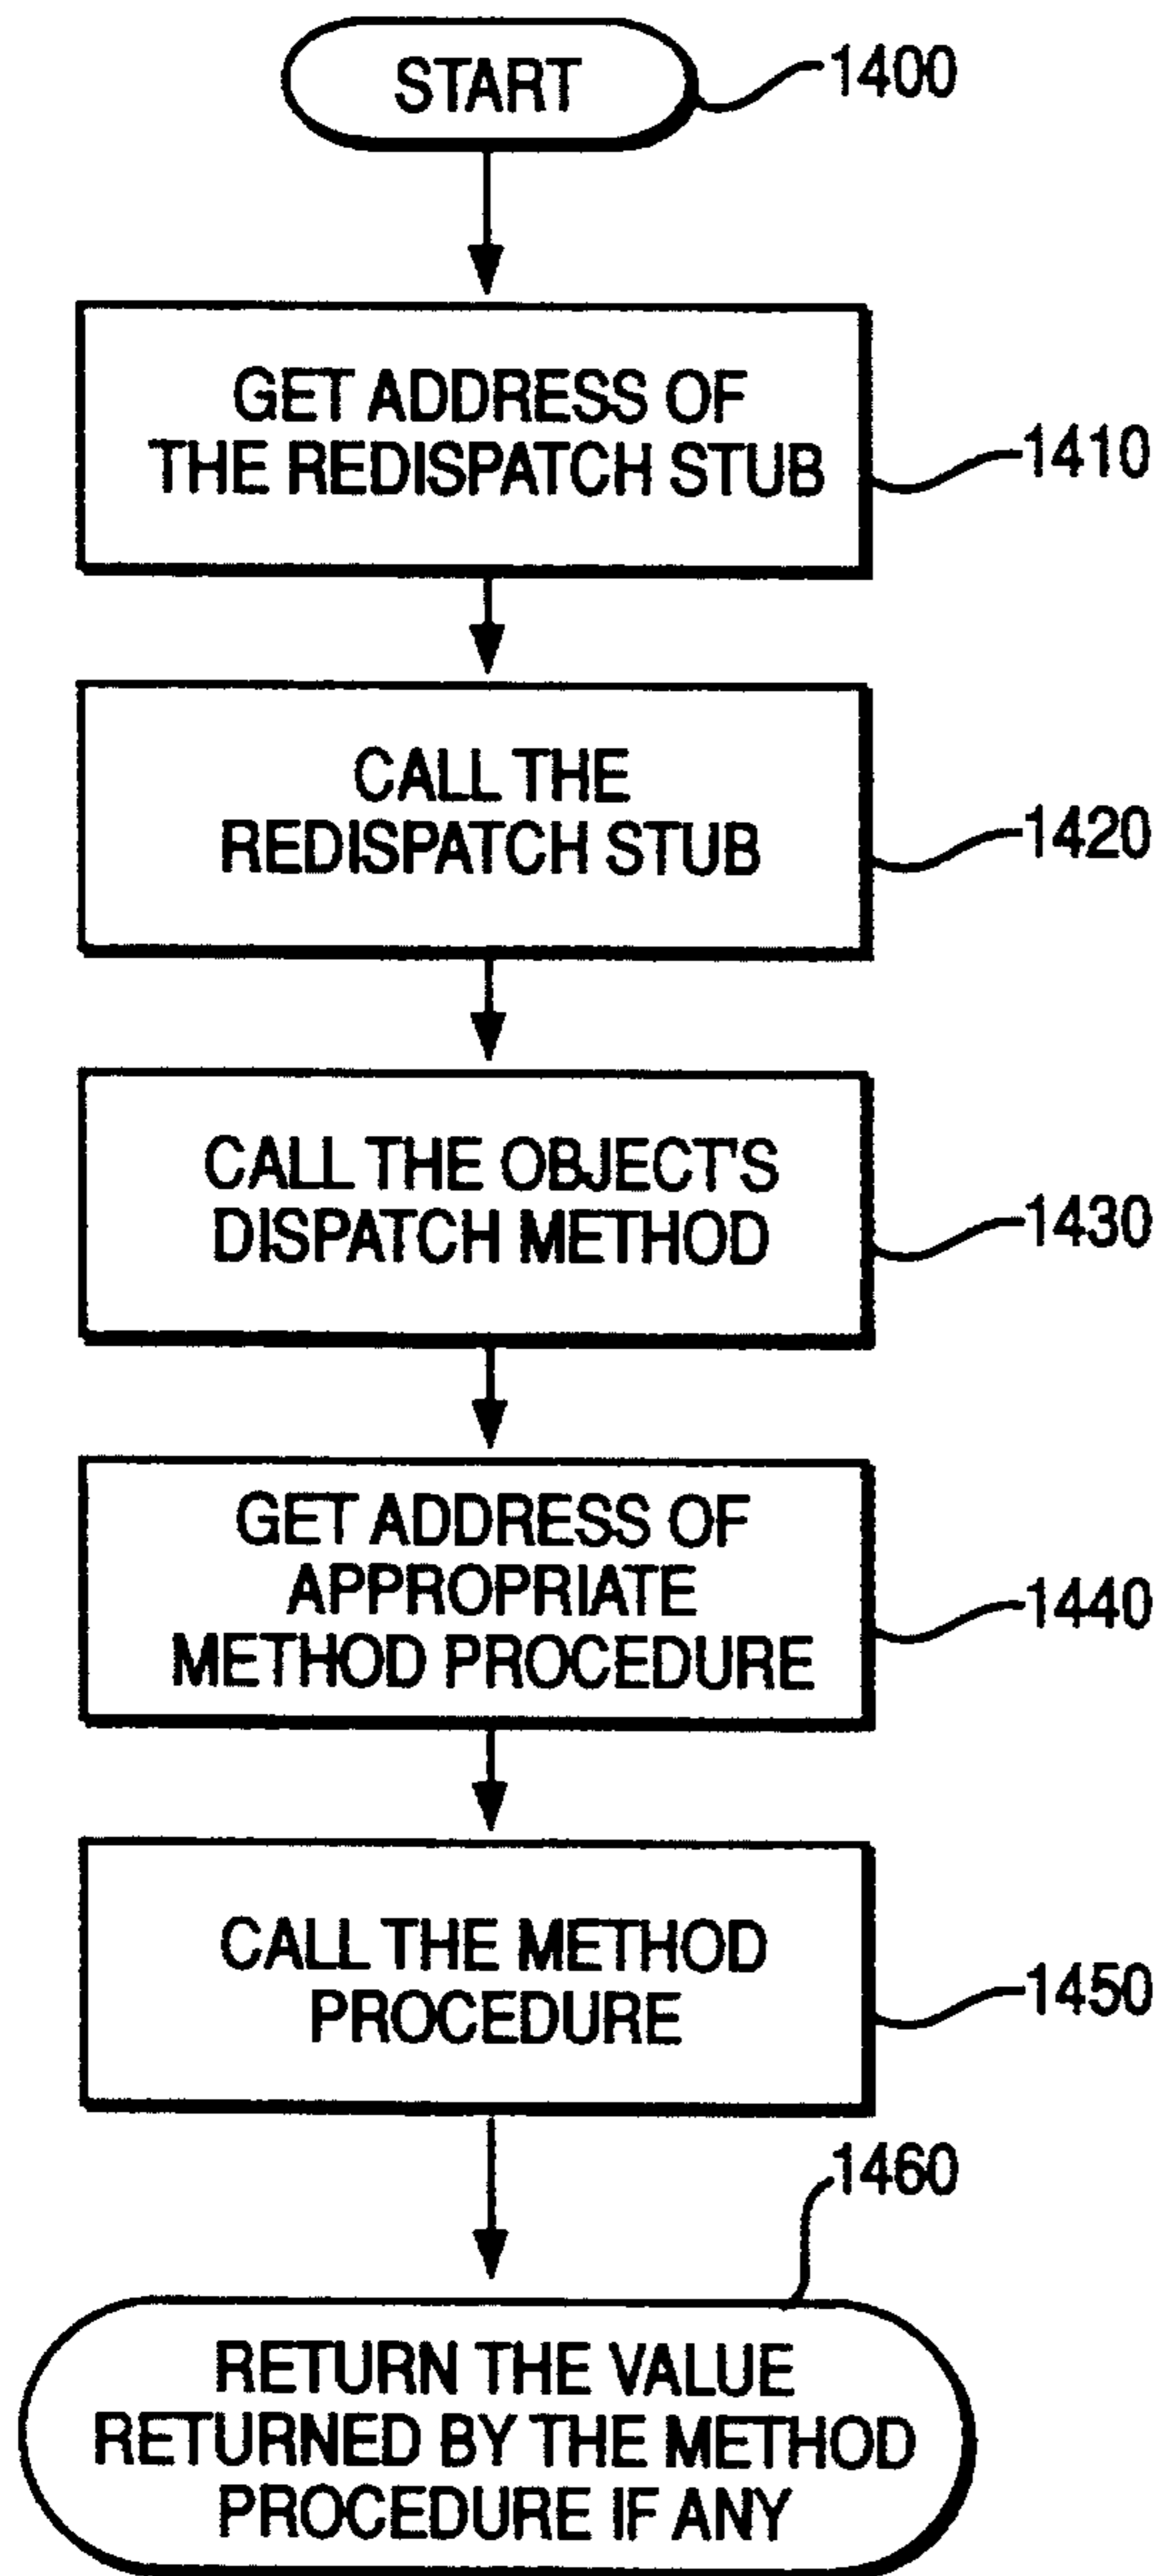 START
1400
GET ADDRESS OF
THE REDISPATCH STUB
1410
CALL THE
REDISPATCH STUB
1420
CALL THE OBJECT'S
DISPATCH METHOD
1430
GET ADDRESS OF
APPROPRIATE
METHOD PROCEDURE
1440
CALL THE METHOD
PROCEDURE
1450
1460
RETURN THE VALUE
RETURNED BY THE METHOD
PROCEDURE IF ANY